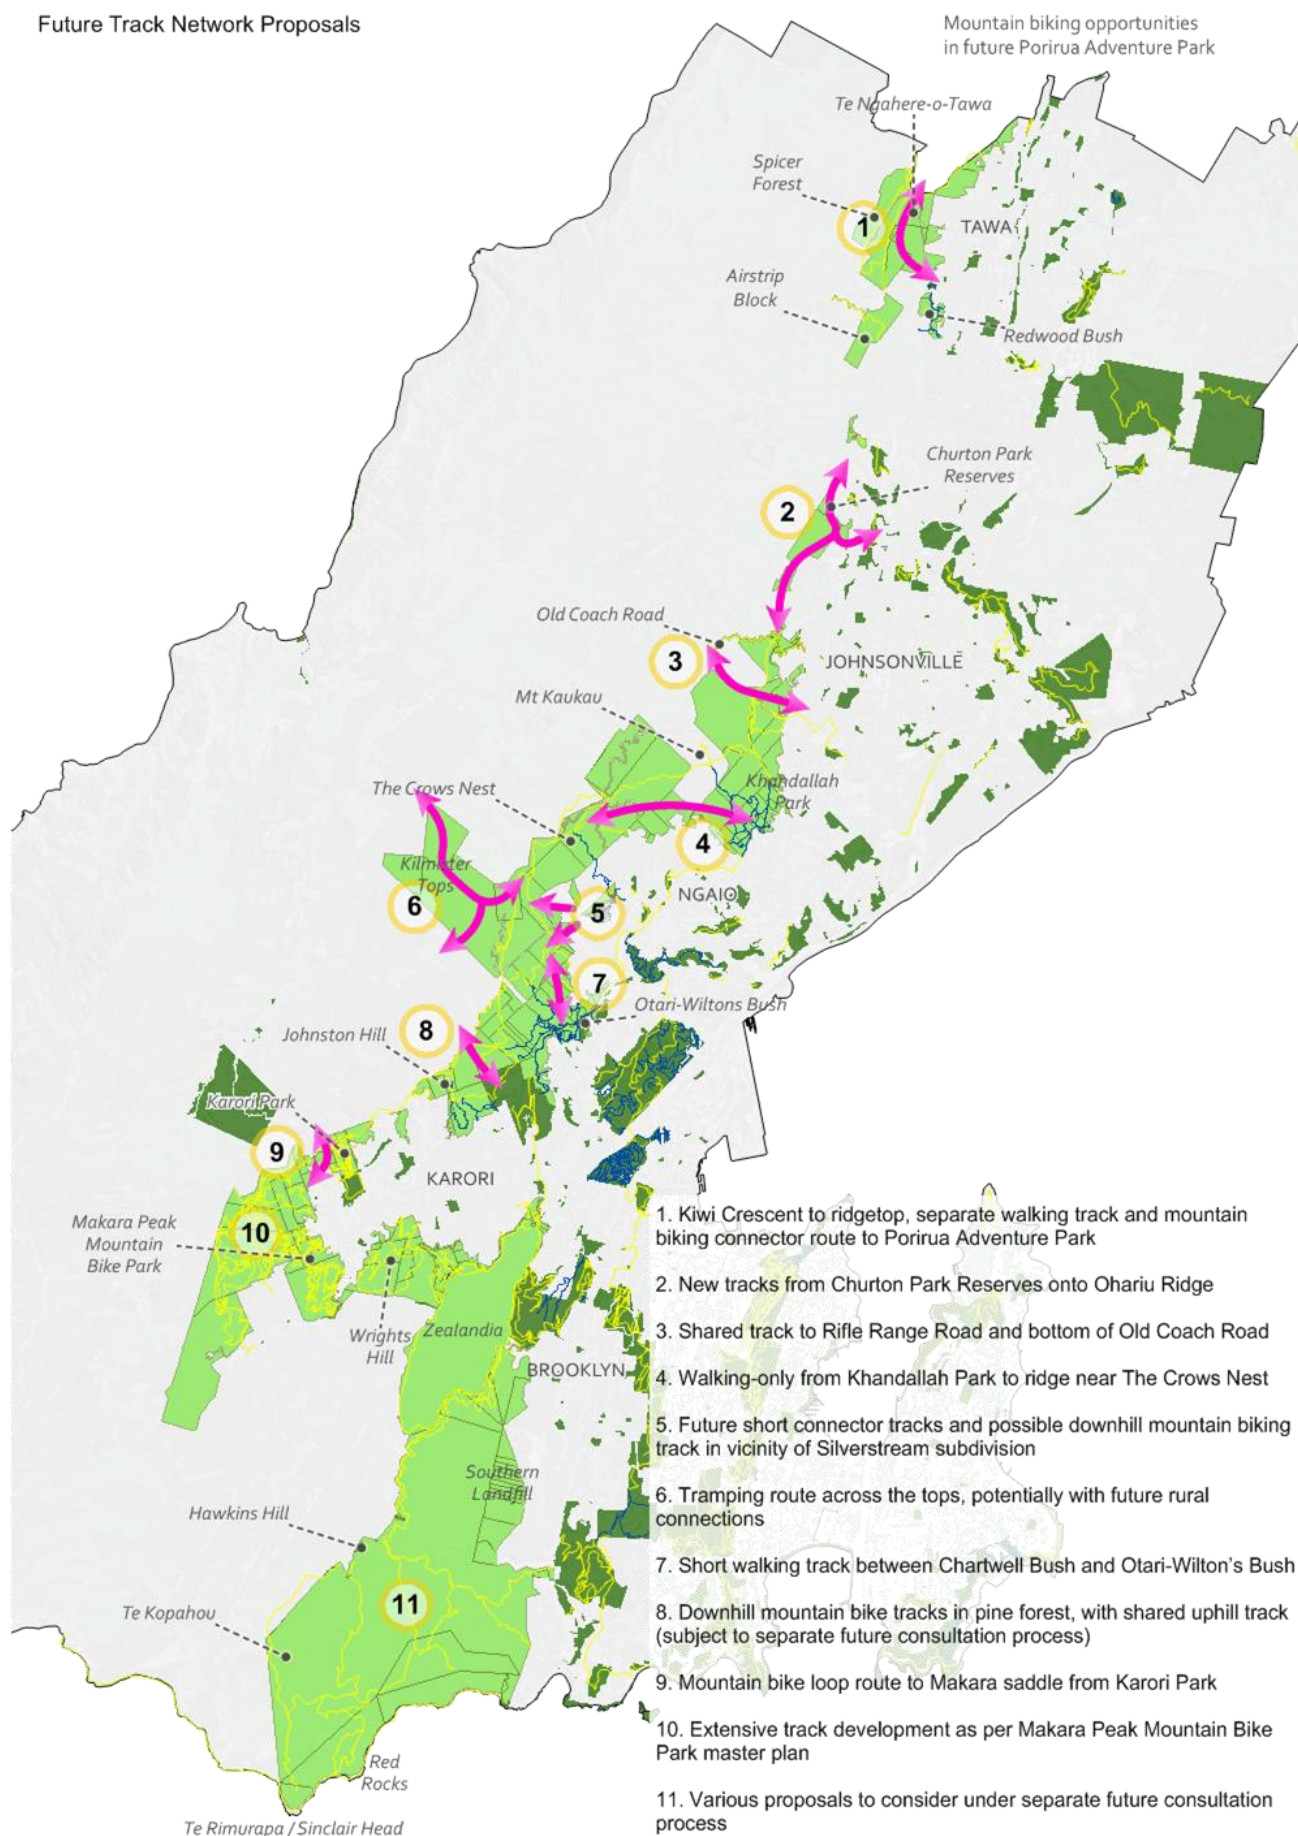 Future Track Network Proposals
Mountain biking opportunities
in future Porirua Adventure Park
Te Ngahere-o-Tawa
Spicer
Forest
1
TAWA
Airstrip
Block
Redwood Bush
Churton Park
Reserves
2
Old Coach Road
3
JOHNSONVILLE
Mt Kaukau
The Crows Nest
Khandallah
Park
4
Kilmister
Tops
NGAIO
6
5
7
Otari-Wiltons Bush
8
Johnston Hill
Karori Park
9
KARORI
10
Makara Peak
Mountain
Bike Park
Wrights
Hill
Zealandia
BROOKLYN
Southern
Landfill
Hawkins Hill
11
Te Kopahou
Red
Rocks
Te Rimurapa / Sinclair Head
1. Kiwi Crescent to ridgetop, separate walking track and mountain
biking connector route to Porirua Adventure Park
2. New tracks from Churton Park Reserves onto Ohariu Ridge
3. Shared track to Rifle Range Road and bottom of Old Coach Road
4. Walking-only from Khandallah Park to ridge near The Crows Nest
5. Future short connector tracks and possible downhill mountain biking
track in vicinity of Silverstream subdivision
6. Tramping route across the tops, potentially with future rural
connections
7. Short walking track between Chartwell Bush and Otari-Wilton's Bush
8. Downhill mountain bike tracks in pine forest, with shared uphill track
(subject to separate future consultation process)
9. Mountain bike loop route to Makara saddle from Karori Park
10. Extensive track development as per Makara Peak Mountain Bike
Park master plan
11. Various proposals to consider under separate future consultation
process